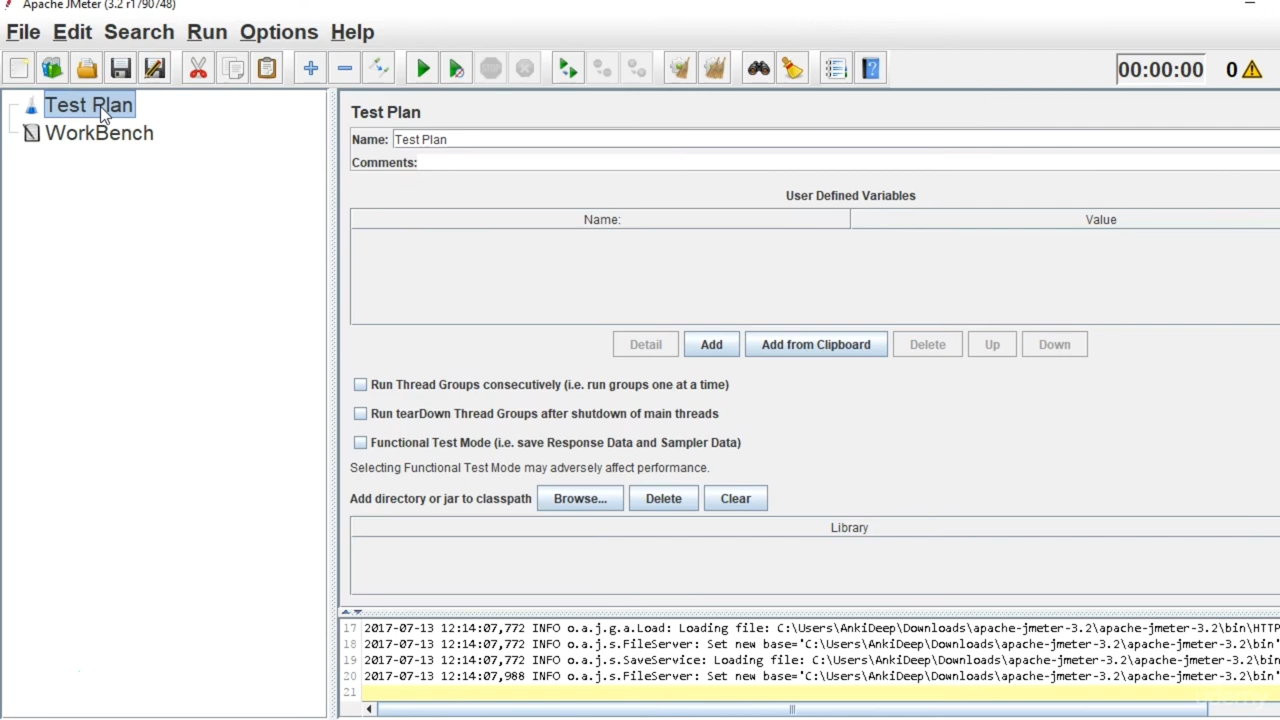 Apache JMeter (3.2 r1790748)
File Edit Search Run Options Help
00:00:00 0
Test Plan
WorkBench
Test Plan
Name: Test Plan
Comments:
User Defined Variables
Name: Value
Detail Add Add from Clipboard Delete Up Down
Run Thread Groups consecutively (i.e. run groups one at a time)
Run tearDown Thread Groups after shutdown of main threads
Functional Test Mode (i.e. save Response Data and Sampler Data)
Selecting Functional Test Mode may adversely affect performance.
Add directory or jar to classpath Browse... Delete Clear
Library
17 2017-07-13 12:14:07,772 INFO o.a.j.g.a.Load: Loading file: C:\Users\AnkiDeep\Downloads\apache-jmeter-3.2\apache-jmeter-3.2\bin\HTTP
18 2017-07-13 12:14:07,772 INFO o.a.j.s.FileServer: Set new base='C:\Users\AnkiDeep\Downloads\apache-jmeter-3.2\apache-jmeter-3.2\bin'
19 2017-07-13 12:14:07,772 INFO o.a.j.s.SaveService: Loading file: C:\Users\AnkiDeep\Downloads\apache-jmeter-3.2\apache-jmeter-3.2\bin
20 2017-07-13 12:14:07,988 INFO o.a.j.s.FileServer: Set new base='C:\Users\AnkiDeep\Downloads\apache-jmeter-3.2\apache-jmeter-3.2\bin'
21